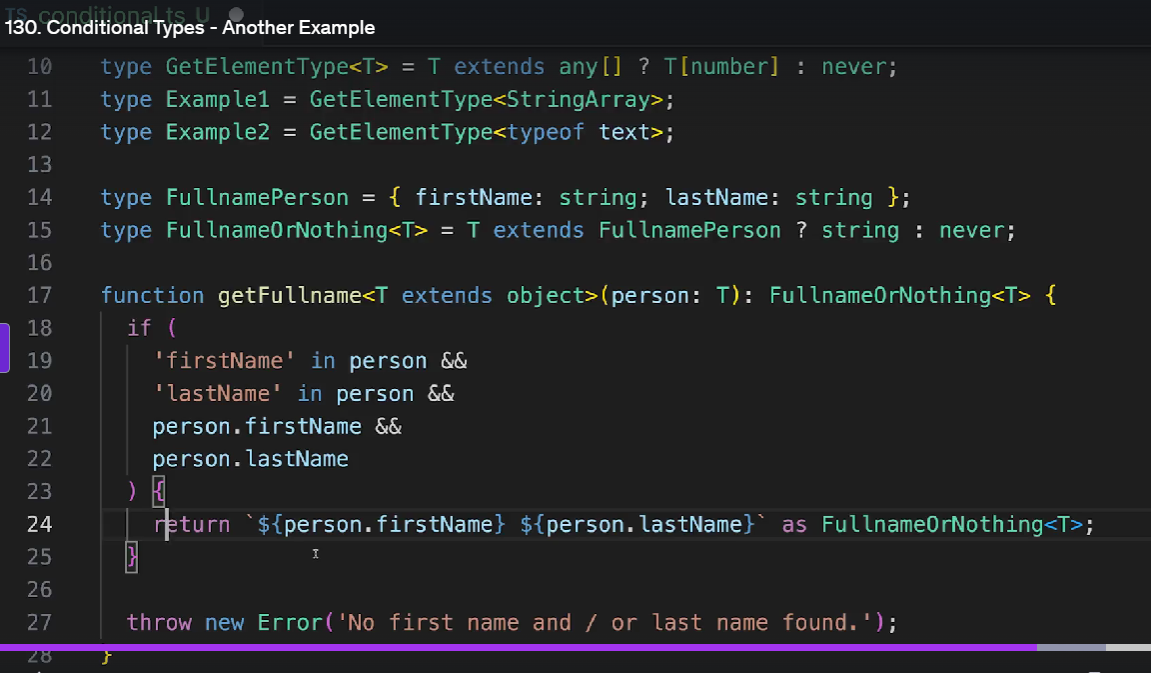 TS conditional.ts U
130. Conditional Types - Another Example
10 type GetElementType<T> = T extends any[] ? T[number] : never;
11 type Example1 = GetElementType<StringArray>;
12 type Example2 = GetElementType<typeof text>;
13
14 type FullnamePerson = { firstName: string; lastName: string };
15 type FullnameOrNothing<T> = T extends FullnamePerson ? string : never;
16
17 function getFullname<T extends object>(person: T): FullnameOrNothing<T> {
18 if (
19 'firstName' in person &&
20 'lastName' in person &&
21 person.firstName &&
22 person.lastName
23 ) {
24 return `${person.firstName} ${person.lastName}` as FullnameOrNothing<T>;
25 }
26
27 throw new Error('No first name and / or last name found.');
28 }